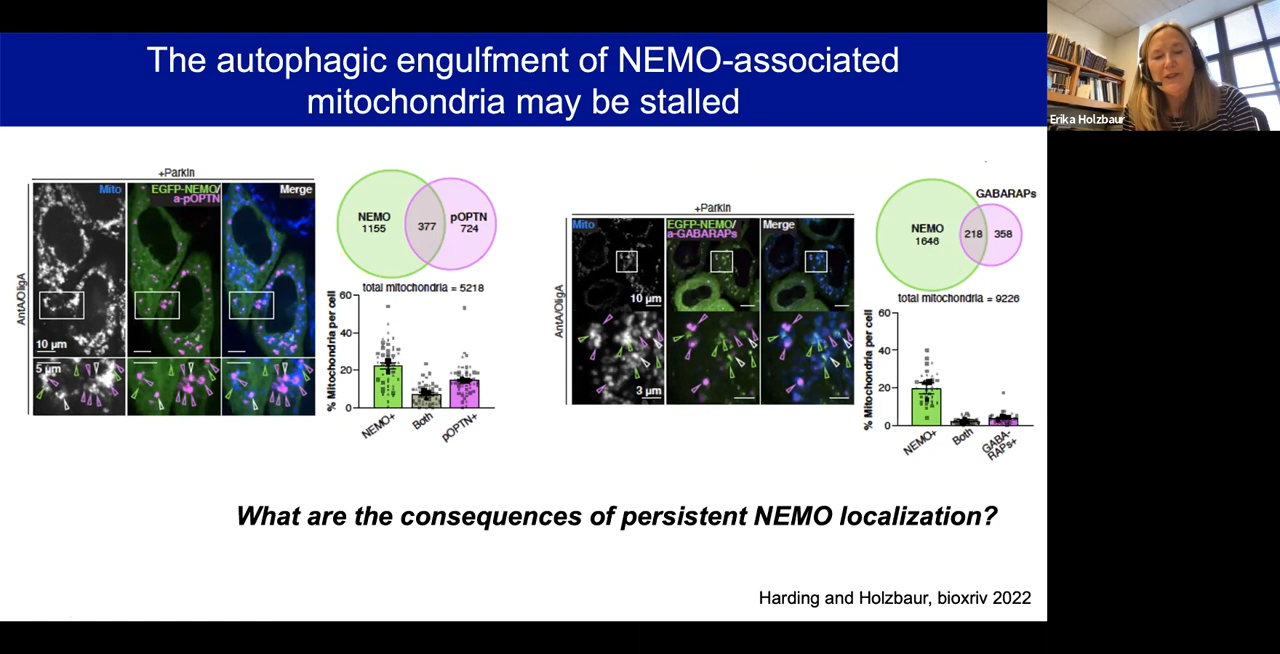 The autophagic engulfment of NEMO-associated
mitochondria may be stalled
Erika Holzbaur
+Parkin
Mito
EGFP-NEMO/
a-pOPTN
Merge
AntA/OligA
10 µm
5 µm
NEMO
1155
377
pOPTN
724
total mitochondria = 5218
% Mitochondria per cell
60
40
20
0
NEMO+
Both
pOPTN+
+Parkin
Mito
EGFP-NEMO/
a-GABARAPs
Merge
AntA/OligA
10 µm
3 µm
GABARAPs
NEMO
1646
218
358
total mitochondria = 9226
% Mitochondria per cell
60
40
20
0
NEMO+
Both
GABA-
RAPs+
What are the consequences of persistent NEMO localization?
Harding and Holzbaur, bioxriv 2022